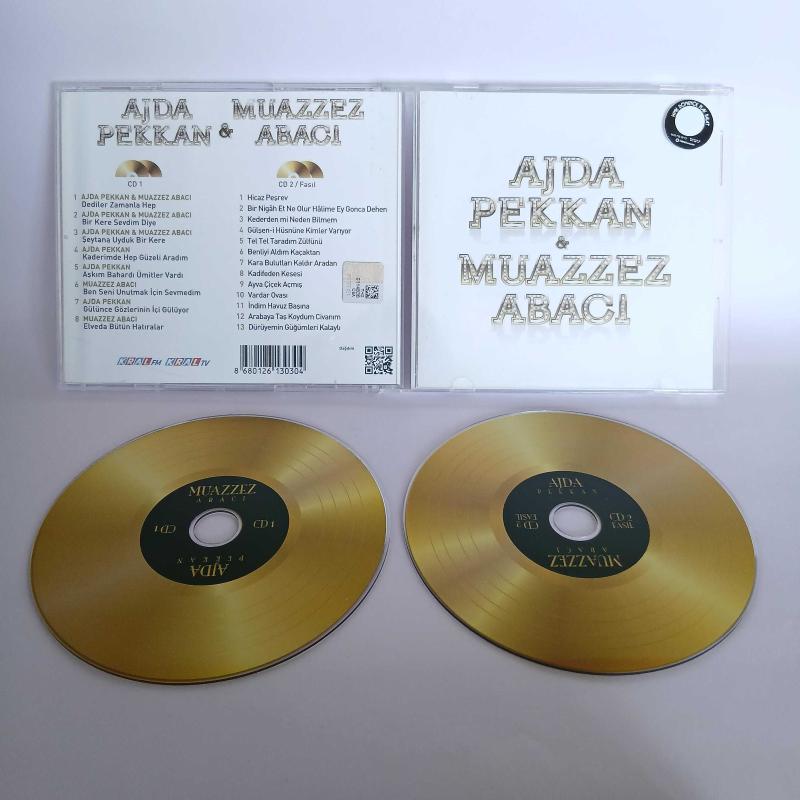 AJDA
PEKKAN &
MUAZZEZ
ABACI
CD 1
1 AJDA PEKKAN & MUAZZEZ ABACI
Dediler Zamanla Hep
2 AJDA PEKKAN & MUAZZEZ ABACI
Bir Kere Sevdim Diye
3 AJDA PEKKAN & MUAZZEZ ABACI
Şeytana Uyduk Bir Kere
4 AJDA PEKKAN
Kaderimde Hep Güzeli Aradım
5 AJDA PEKKAN
Aşkım Bahardı Ümitler Vardı
6 MUAZZEZ ABACI
Ben Seni Unutmak İçin Sevmedim
7 AJDA PEKKAN
Gülünce Gözlerinin İçi Gülüyor
8 MUAZZEZ ABACI
Elveda Bütün Hatıralar
CD 2 / Fasıl
1 Hicaz Peşrev
2 Bir Nigâh Et Ne Olur Hâlime Ey Gonca Dehen
3 Kederden mi Neden Bilmem
4 Gülşen-i Hüsnüne Kimler Varıyor
5 Tel Tel Taradım Zülfünü
6 Benliyi Aldım Kaçaktan
7 Kara Bulutları Kaldır Aradan
8 Kadifeden Kesesi
9 Ayva Çiçek Açmış
10 Vardar Ovası
11 İndim Havuz Başına
12 Arabaya Taş Koydum Civanım
13 Dürüyemin Güğümleri Kalaylı
KRAL FM KRAL TV
8 680126 130304
Dağıtım
AJDA
PEKKAN
&
MUAZZEZ
ABACI
MUAZZEZ
ABACI
CD 1
CD 1
AJDA
PEKKAN
AJDA
PEKKAN
CD 2
FASIL
CD 2
FASIL
MUAZZEZ
ABACI